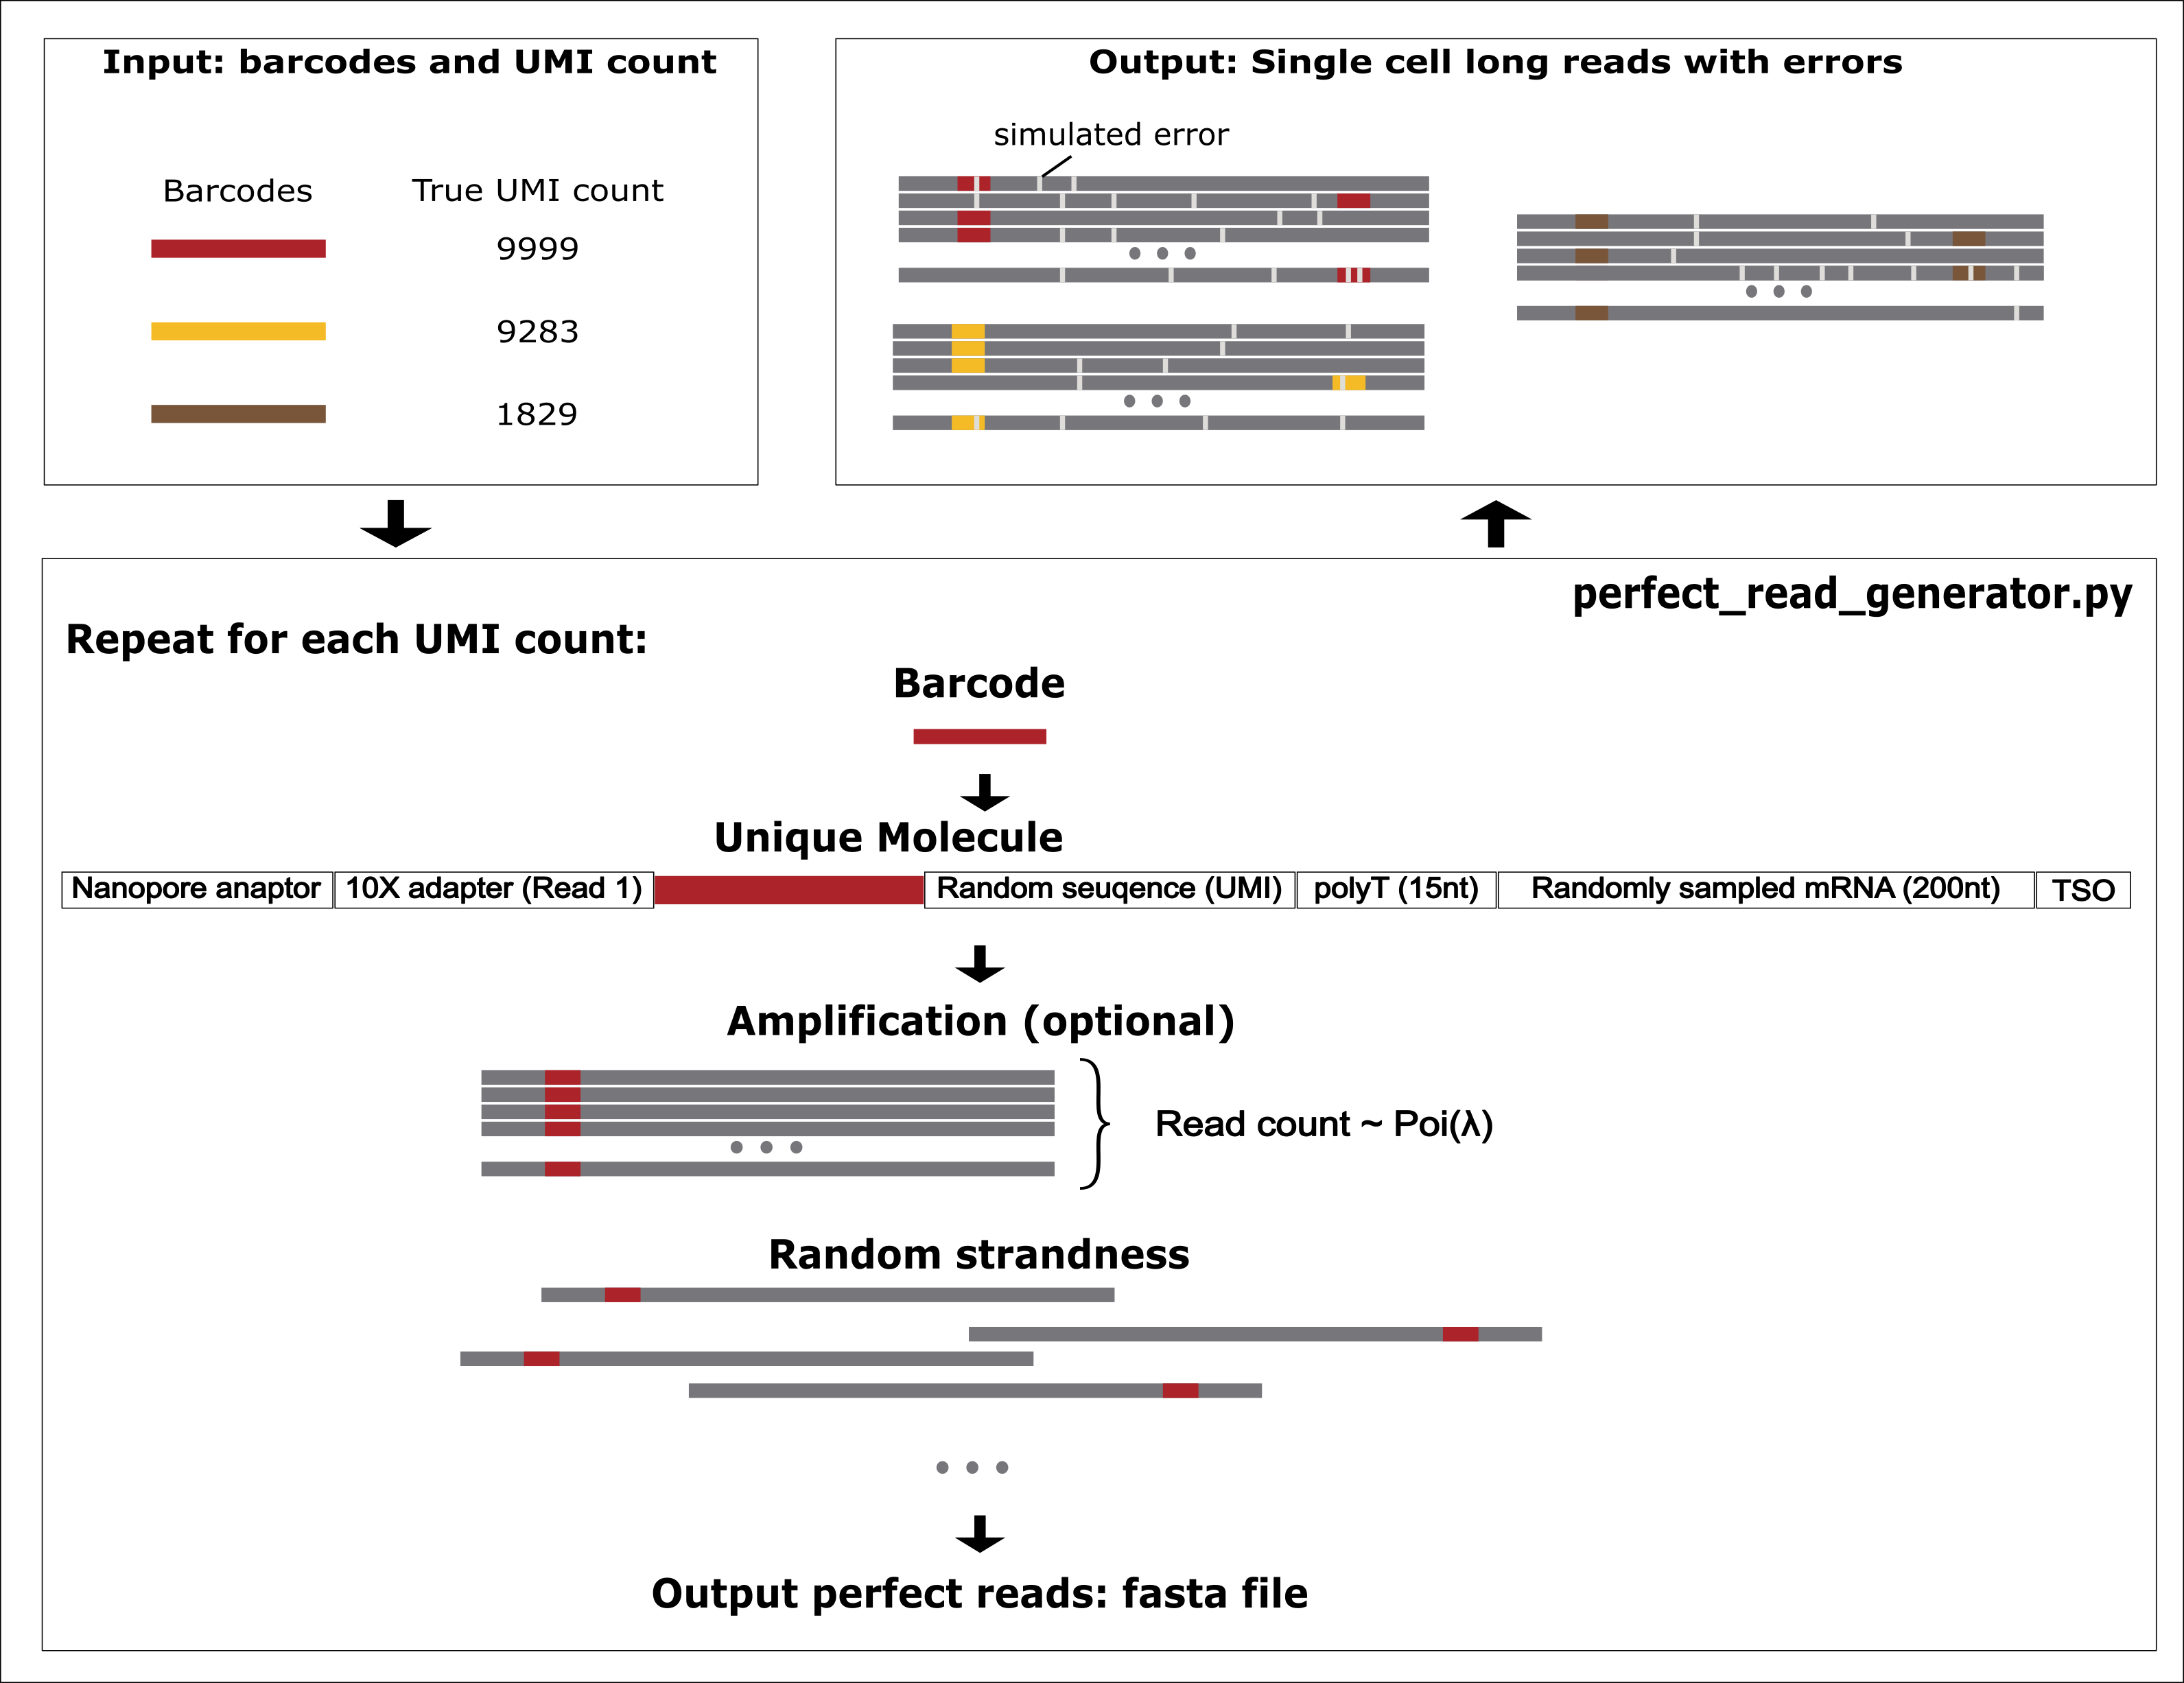 Input: barcodes and UMI count
Barcodes True UMI count
9999
9283
1829
Output: Single cell long reads with errors
simulated error
perfect_read_generator.py
Repeat for each UMI count:
Barcode
Unique Molecule
Nanopore anaptor 10X adapter (Read 1) Random seuqence (UMI) polyT (15nt) Randomly sampled mRNA (200nt) TSO
Amplification (optional)
Read count ~ Poi(λ)
Random strandness
Output perfect reads: fasta file